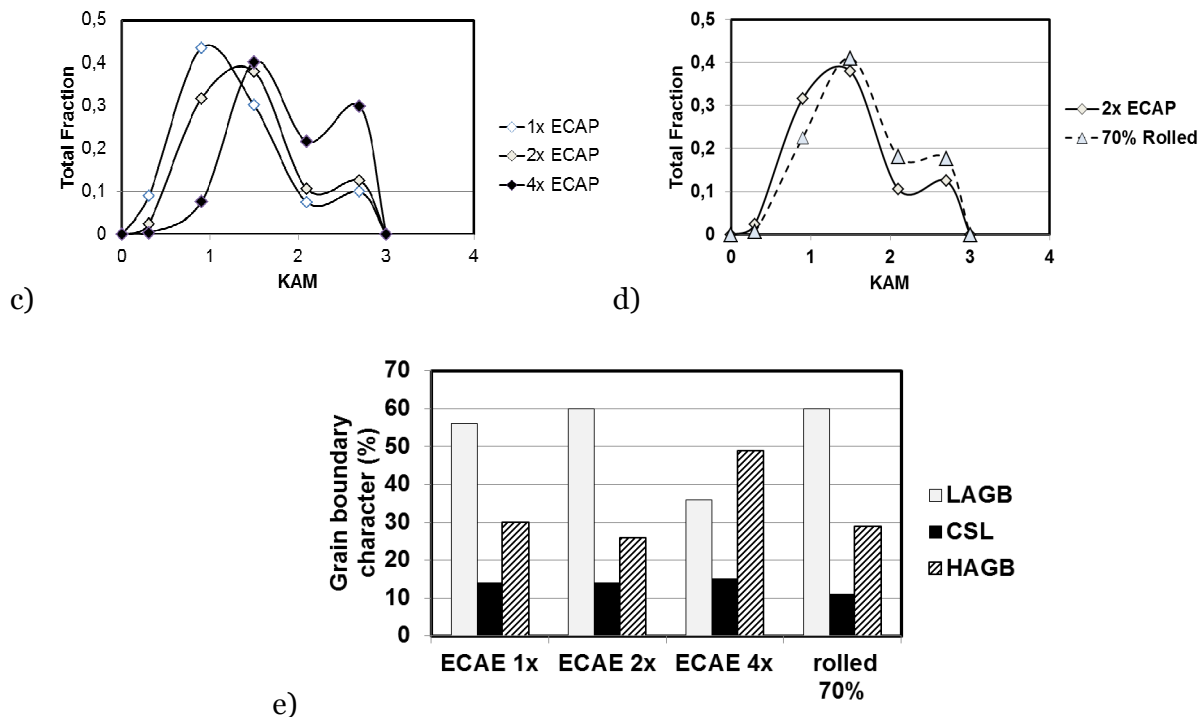 0,5
0,4
0,3
0,2
0,1
0
Total Fraction
0 1 2 3 4
KAM
1x ECAP
2x ECAP
4x ECAP
c)
0,5
0,4
0,3
0,2
0,1
0
Total Fraction
0 1 2 3 4
KAM
2x ECAP
70% Rolled
d)
70
60
50
40
30
20
10
0
Grain boundary
character (%)
ECAE 1x ECAE 2x ECAE 4x rolled
70%
LAGB
CSL
HAGB
e)